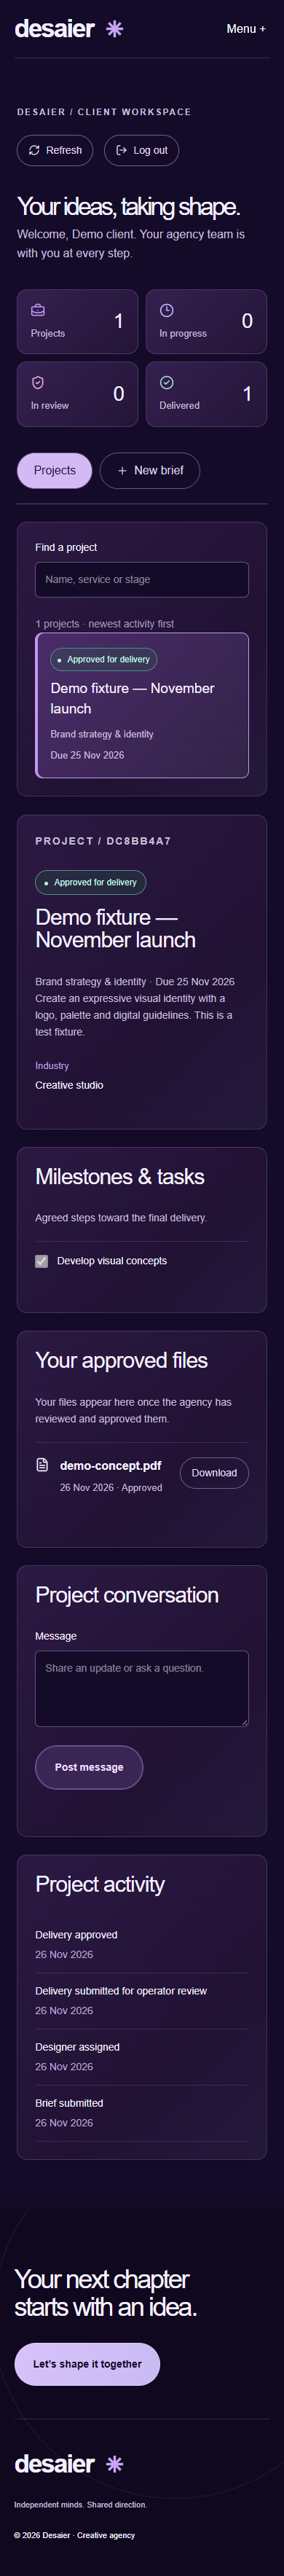 desaier
Menu +
DESAIER / CLIENT WORKSPACE
Refresh
Log out
Your ideas, taking shape.
Welcome, Demo client. Your agency team is
with you at every step.
Projects
1
In progress
0
In review
0
Delivered
1
Projects
+ New brief
Find a project
Name, service or stage
1 projects · newest activity first
Approved for delivery
Demo fixture — November
launch
Brand strategy & identity
Due 25 Nov 2026
PROJECT / DC8BB4A7
Approved for delivery
Demo fixture —
November launch
Brand strategy & identity · Due 25 Nov 2026
Create an expressive visual identity with a
logo, palette and digital guidelines. This is a
test fixture.
Industry
Creative studio
Milestones & tasks
Agreed steps toward the final delivery.
Develop visual concepts
Your approved files
Your files appear here once the agency has
reviewed and approved them.
demo-concept.pdf
26 Nov 2026 · Approved
Download
Project conversation
Message
Share an update or ask a question.
Post message
Project activity
Delivery approved
26 Nov 2026
Delivery submitted for operator review
26 Nov 2026
Designer assigned
26 Nov 2026
Brief submitted
26 Nov 2026
Your next chapter
starts with an idea.
Let's shape it together
desaier
Independent minds. Shared direction.
© 2026 Desaier · Creative agency